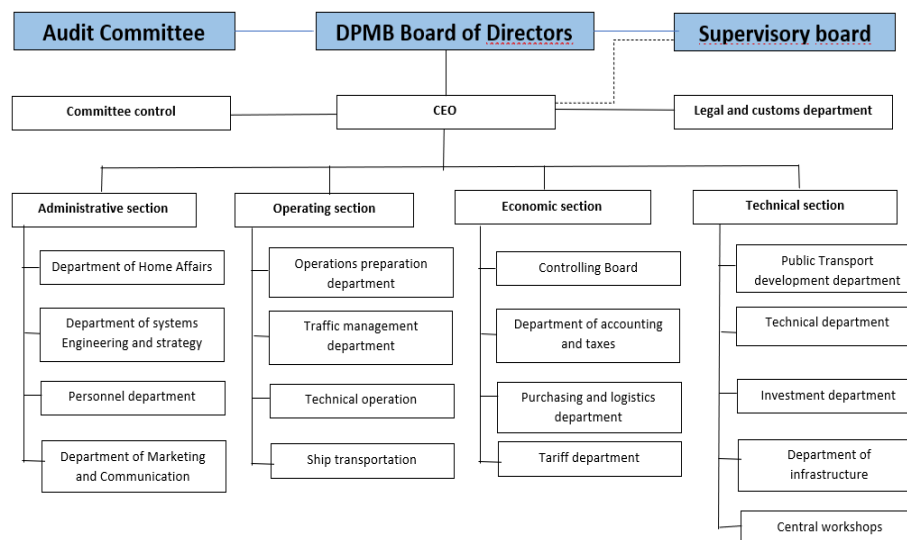 Audit Committee
DPMB Board of Directors
Supervisory board
Committee control
CEO
Legal and customs department
Administrative section
Operating section
Economic section
Technical section
Department of Home Affairs
Department of systems
Engineering and strategy
Personnel department
Department of Marketing
and Communication
Operations preparation
department
Traffic management
department
Technical operation
Ship transportation
Controlling Board
Department of accounting
and taxes
Purchasing and logistics
department
Tariff department
Public Transport
development department
Technical department
Investment department
Department of
infrastructure
Central workshops